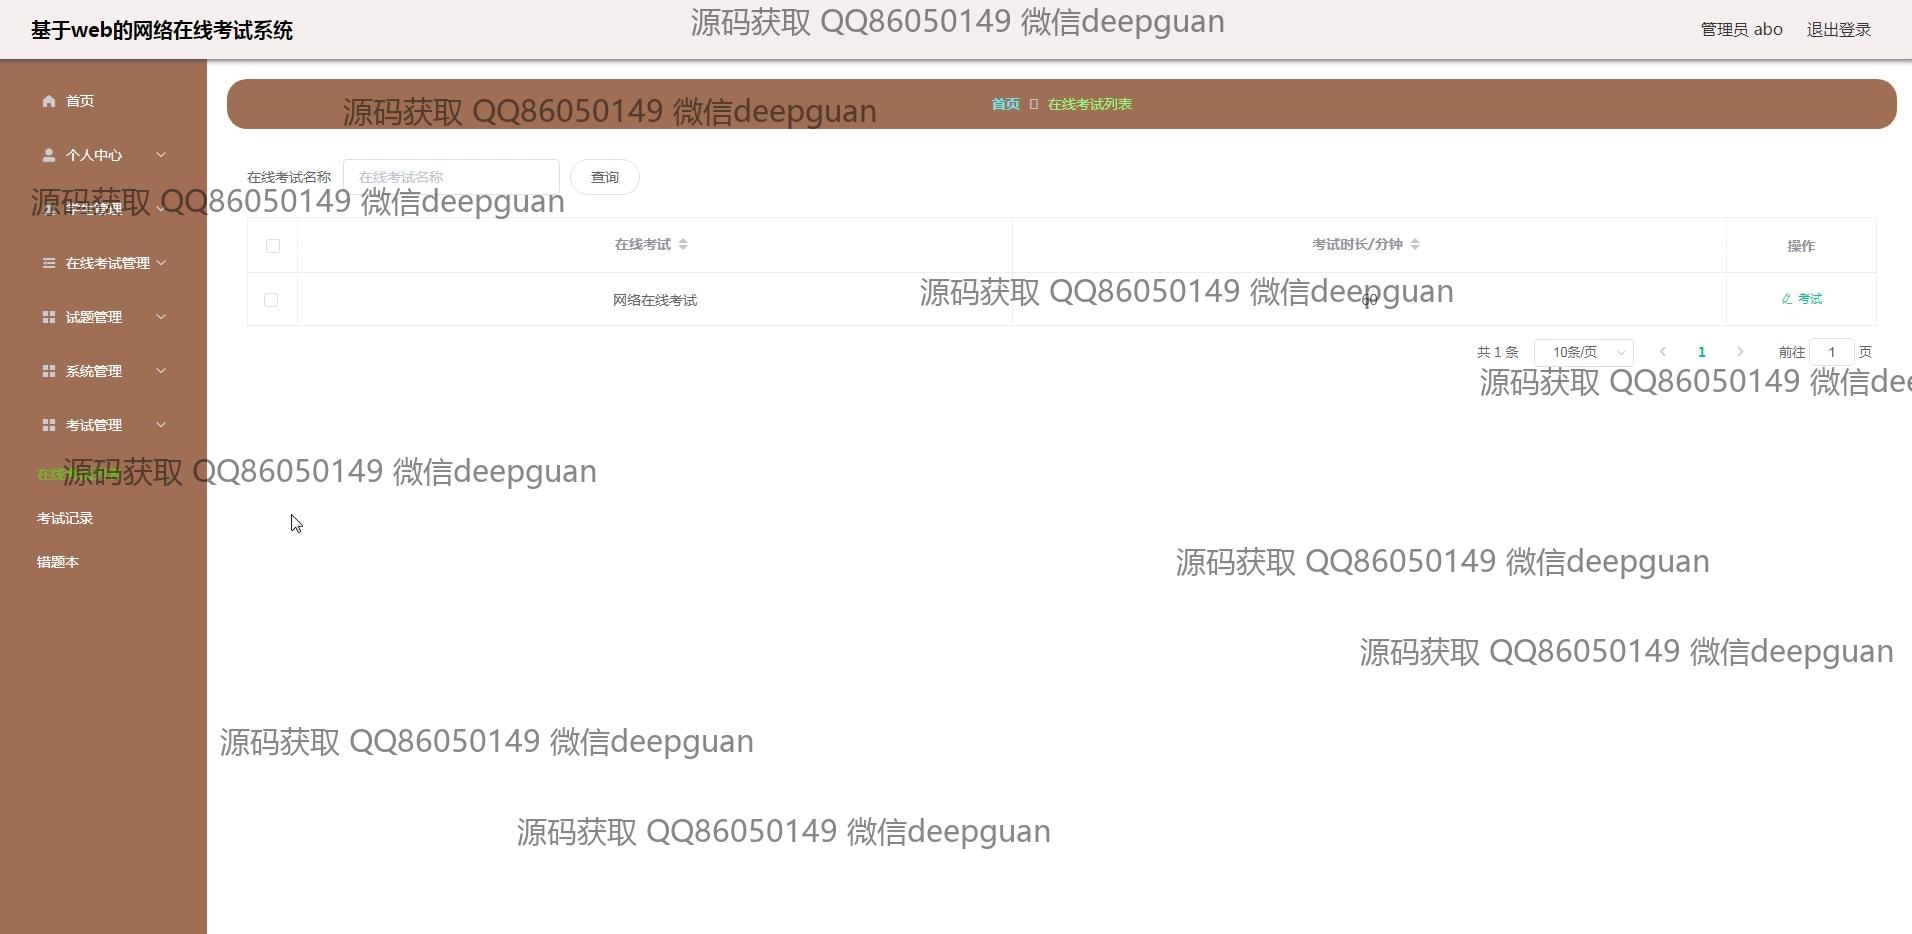 基于web的网络在线考试系统
源码获取 QQ86050149 微信deepguan
管理员 abo
退出登录
首页
个人中心
学生管理
在线考试管理
试题管理
系统管理
考试管理
考试记录
错题本
源码获取 QQ86050149 微信deepguan
首页
在线考试列表
在线考试名称
在线考试名称
查询
源码获取 QQ86050149 微信deepguan
在线考试
考试时长/分钟
操作
网络在线考试
60
考试
源码获取 QQ86050149 微信deepguan
共 1 条
10条/页
1
前往
1
页
源码获取 QQ86050149 微信dee
源码获取 QQ86050149 微信deepguan
源码获取 QQ86050149 微信deepguan
源码获取 QQ86050149 微信deepguan
源码获取 QQ86050149 微信deepguan
源码获取 QQ86050149 微信deepguan